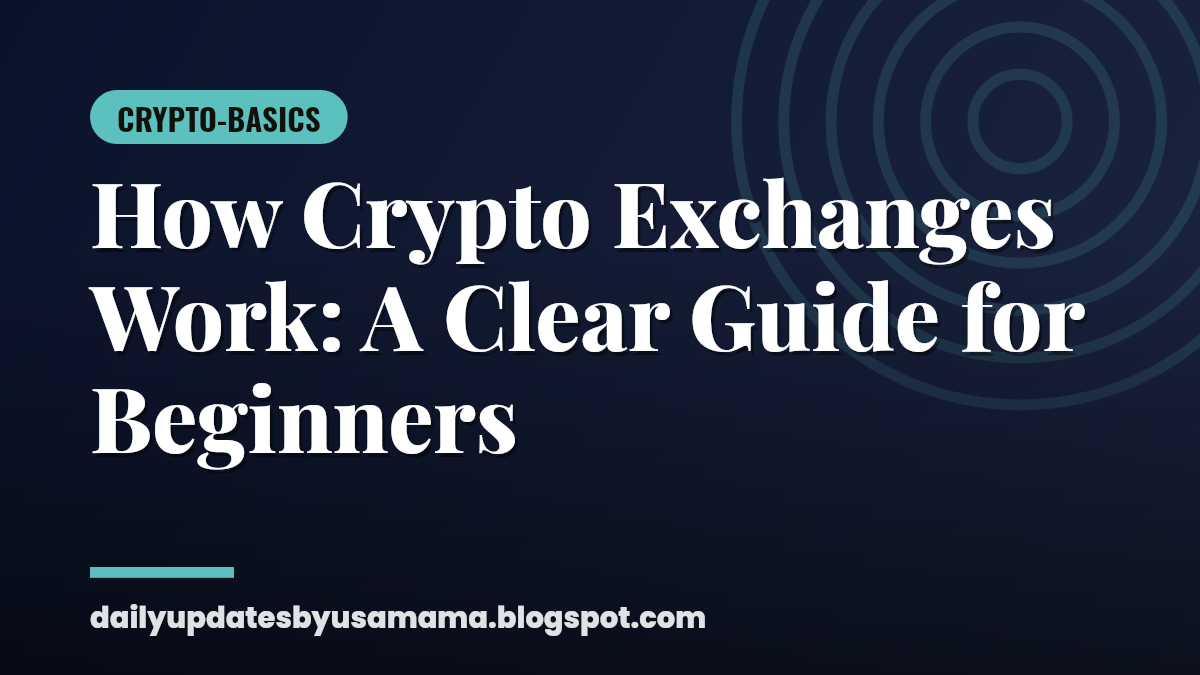 CRYPTO-BASICS
How Crypto Exchanges
Work: A Clear Guide for
Beginners
dailyupdatesbyusamama.blogspot.com